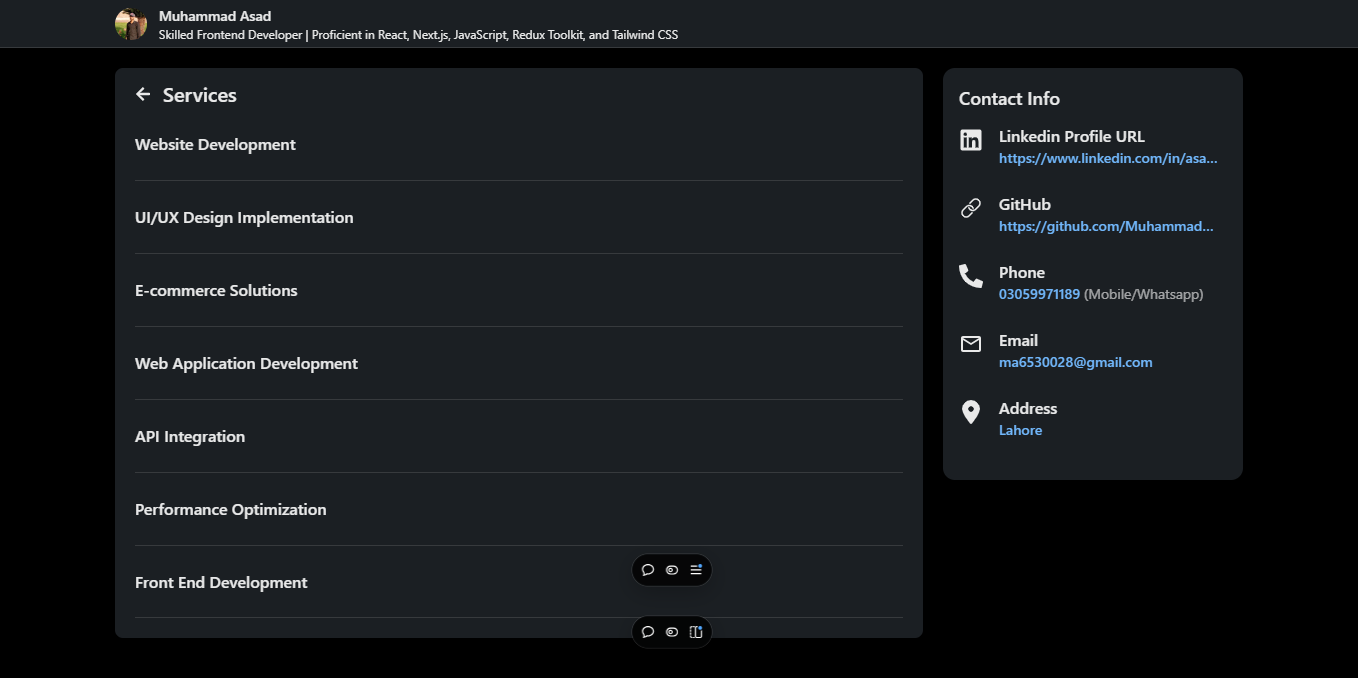 Muhammad Asad
Skilled Frontend Developer | Proficient in React, Next.js, JavaScript, Redux Toolkit, and Tailwind CSS
Services
Website Development
UI/UX Design Implementation
E-commerce Solutions
Web Application Development
API Integration
Performance Optimization
Front End Development
Contact Info
Linkedin Profile URL
https://www.linkedin.com/in/asa...
GitHub
https://github.com/Muhammad...
Phone
03059971189 (Mobile/Whatsapp)
Email
ma6530028@gmail.com
Address
Lahore